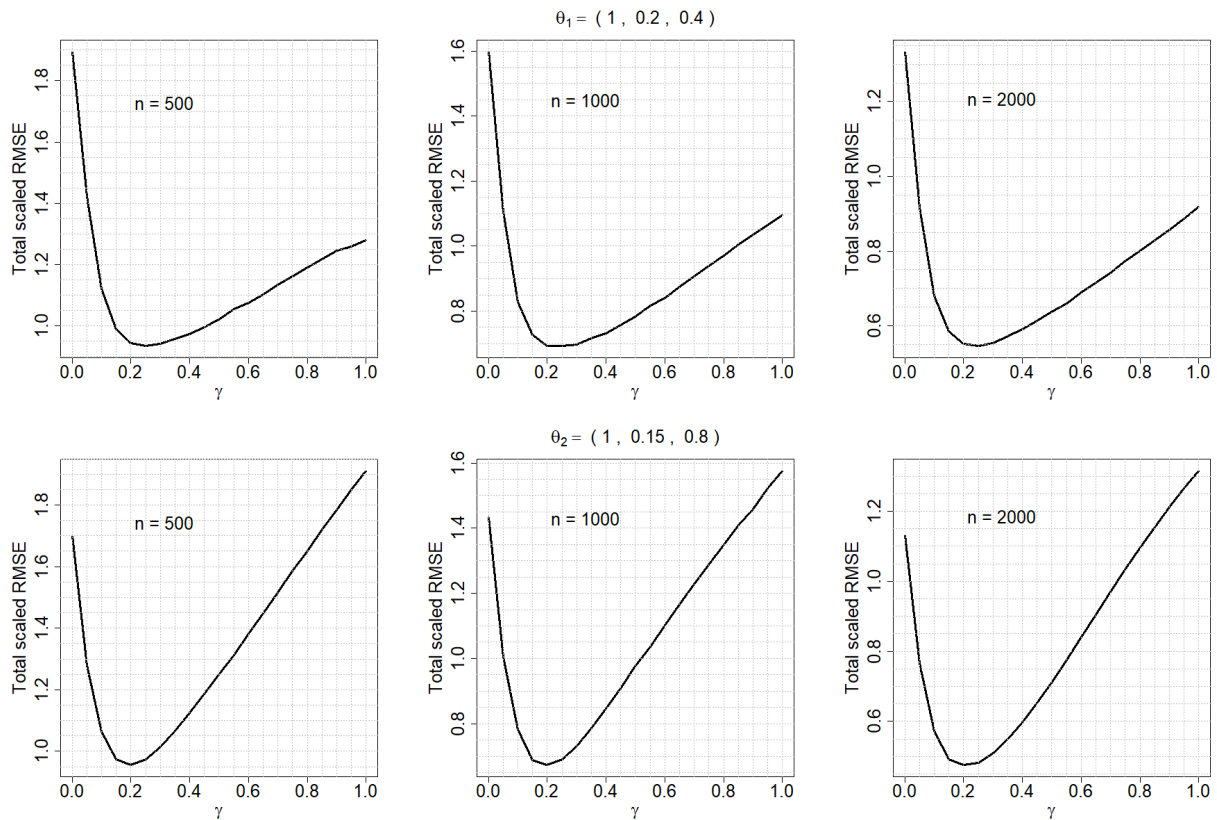 θ1 = ( 1 , 0.2 , 0.4 )
Total scaled RMSE
1.0 1.2 1.4 1.6 1.8
n = 500
0.0 0.2 0.4 0.6 0.8 1.0
γ
Total scaled RMSE
0.8 1.0 1.2 1.4 1.6
n = 1000
0.0 0.2 0.4 0.6 0.8 1.0
γ
Total scaled RMSE
0.6 0.8 1.0 1.2
n = 2000
0.0 0.2 0.4 0.6 0.8 1.0
γ
θ2 = ( 1 , 0.15 , 0.8 )
Total scaled RMSE
1.0 1.2 1.4 1.6 1.8
n = 500
0.0 0.2 0.4 0.6 0.8 1.0
γ
Total scaled RMSE
0.8 1.0 1.2 1.4 1.6
n = 1000
0.0 0.2 0.4 0.6 0.8 1.0
γ
Total scaled RMSE
0.6 0.8 1.0 1.2
n = 2000
0.0 0.2 0.4 0.6 0.8 1.0
γ